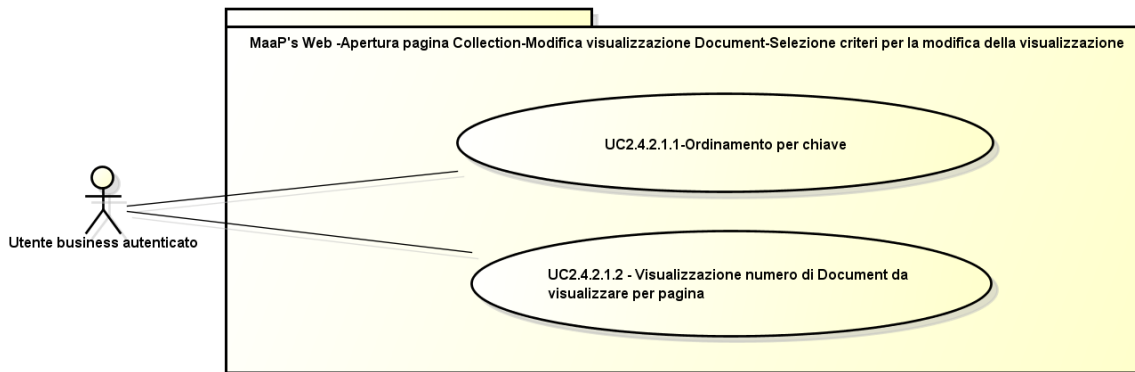 MaaP's Web -Apertura pagina Collection-Modifica visualizzazione Document-Selezione criteri per la modifica della visualizzazione
UC2.4.2.1.1-Ordinamento per chiave
Utente business autenticato
UC2.4.2.1.2 - Visualizzazione numero di Document da
visualizzare per pagina